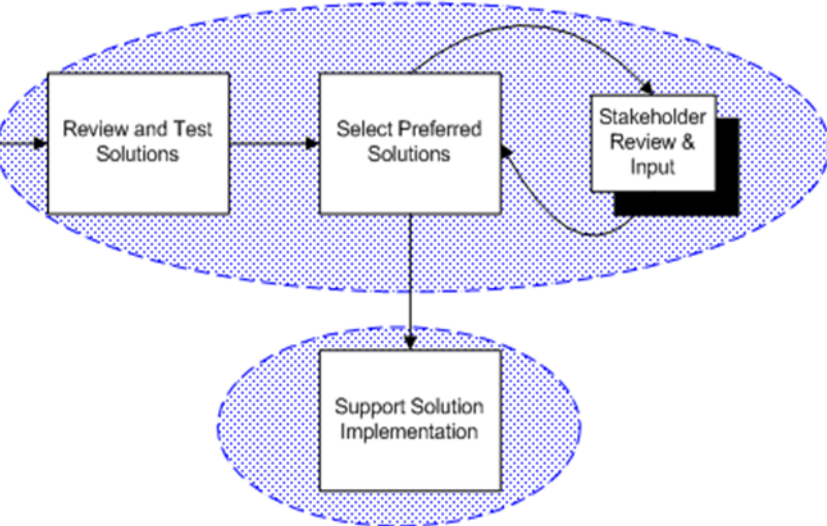 Review and Test
Solutions
Select Preferred
Solutions
Stakeholder
Review &
Input
Support Solution
Implementation